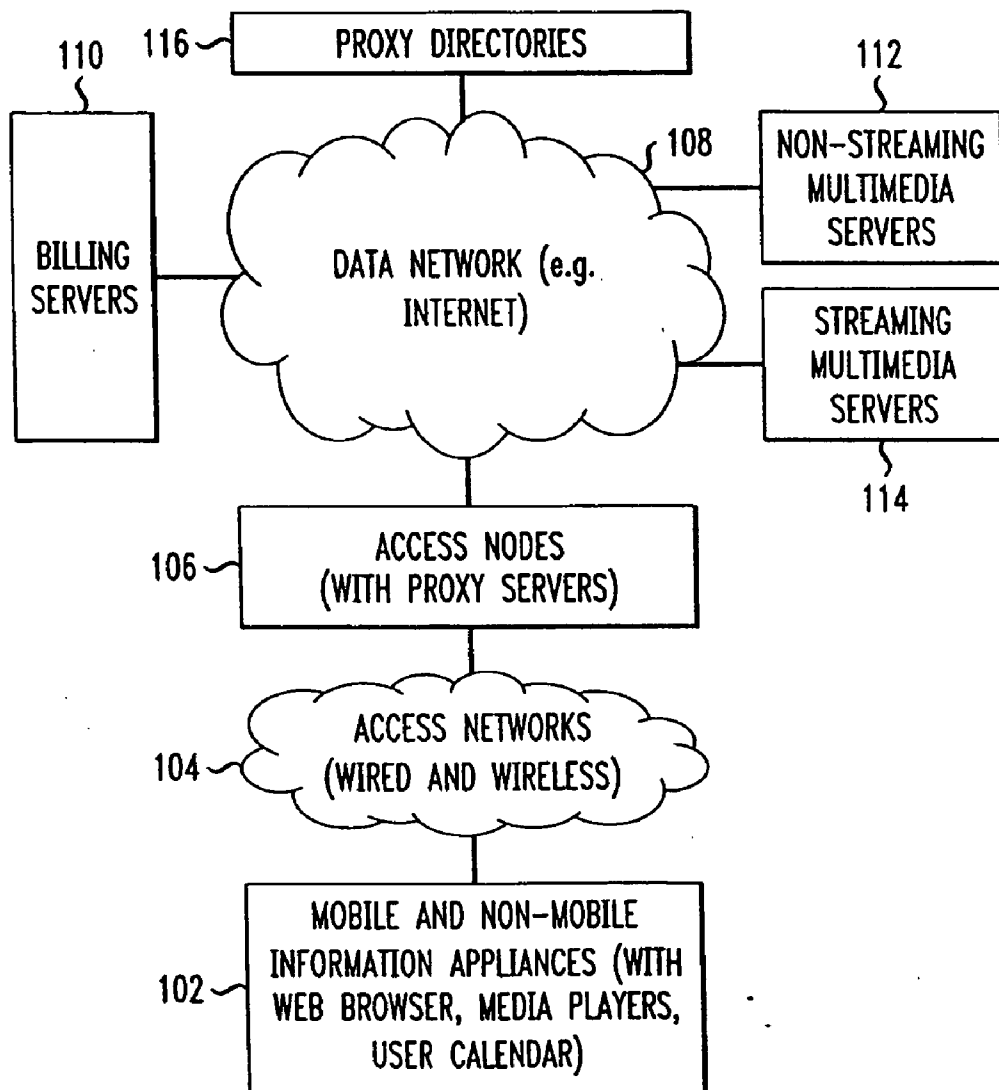 116
PROXY DIRECTORIES
110
112
108
BILLING
SERVERS
NON-STREAMING
MULTIMEDIA
SERVERS
DATA NETWORK (e.g.
INTERNET)
STREAMING
MULTIMEDIA
SERVERS
114
106
ACCESS NODES
(WITH PROXY SERVERS)
104
ACCESS NETWORKS
(WIRED AND WIRELESS)
102
MOBILE AND NON-MOBILE
INFORMATION APPLIANCES (WITH
WEB BROWSER, MEDIA PLAYERS,
USER CALENDAR)